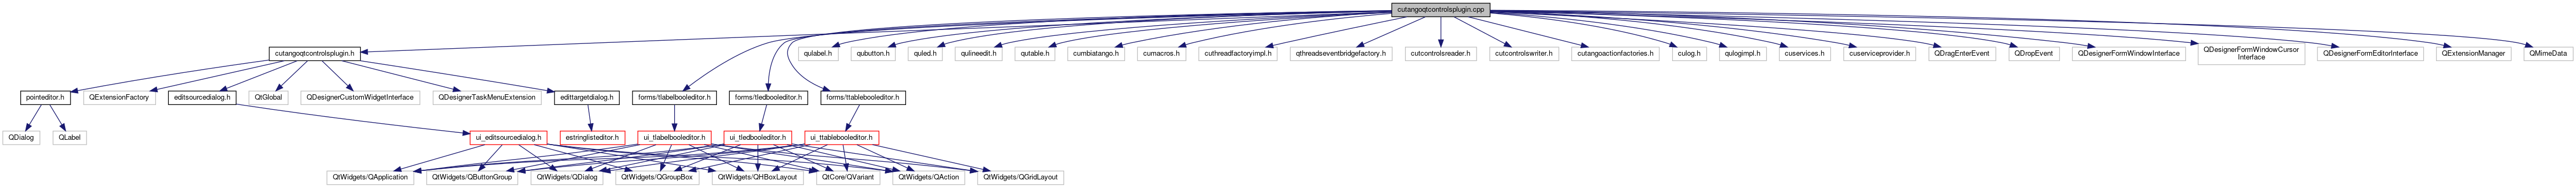 cutangoqtcontrolsplugin.cpp
cutangoqtcontrolsplugin.h
qulabel.h
qubutton.h
quled.h
qulineedit.h
qutable.h
cumbiatango.h
cumacros.h
cuthreadfactoryimpl.h
qthreadseventbridgefactory.h
cutcontrolsreader.h
cutcontrolswriter.h
cutangoactionfactories.h
culog.h
qulogimpl.h
cuservices.h
cuserviceprovider.h
QDragEnterEvent
QDropEvent
QDesignerFormWindowInterface
QDesignerFormWindowCursor
Interface
QDesignerFormEditorInterface
QExtensionManager
QMimeData
pointeditor.h
QExtensionFactory
editsourcedialog.h
QtGlobal
QDesignerCustomWidgetInterface
QDesignerTaskMenuExtension
edittargetdialog.h
forms/tlabelbooleditor.h
forms/tledbooleditor.h
forms/ttablebooleditor.h
QDialog
QLabel
ui_editsourcedialog.h
estringlisteditor.h
ui_tlabelbooleditor.h
ui_tledbooleditor.h
ui_ttablebooleditor.h
QtWidgets/QApplication
QtWidgets/QButtonGroup
QtWidgets/QDialog
QtWidgets/QGroupBox
QtWidgets/QHBoxLayout
QtCore/QVariant
QtWidgets/QAction
QtWidgets/QGridLayout